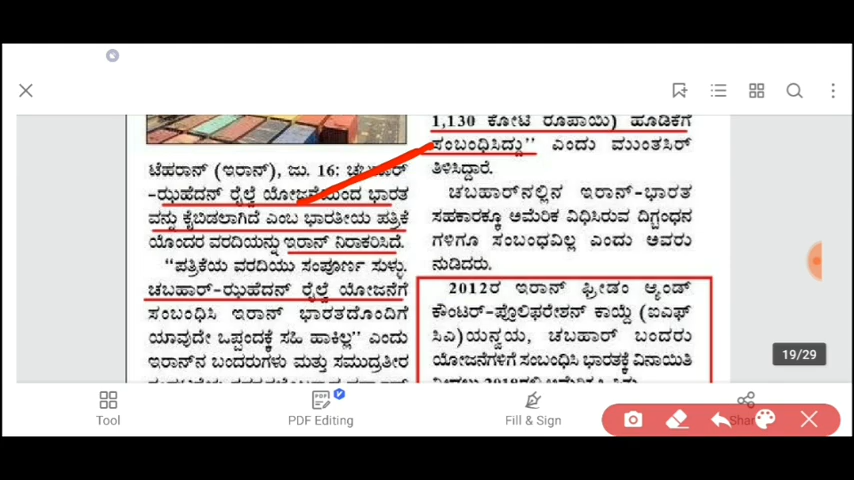 ಟೆಹರಾನ್ (ಇರಾನ್), ಜು. 16: ಚಬಹಾರ್
-ಝಹೆದನ್ ರೈಲ್ವೆ ಯೋಜನೆಯಿಂದ ಭಾರತ
ವನ್ನು ಕೈಬಿಡಲಾಗಿದೆ ಎಂಬ ಭಾರತೀಯ ಪತ್ರಿಕೆ
ಯೊಂದರ ವರದಿಯನ್ನು ಇರಾನ್ ನಿರಾಕರಿಸಿದೆ.
“ಪತ್ರಿಕೆಯ ವರದಿಯು ಸಂಪೂರ್ಣ ಸುಳ್ಳು.
ಚಬಹಾರ್-ಝಹೆದನ್ ರೈಲ್ವೆ ಯೋಜನೆಗೆ
ಸಂಬಂಧಿಸಿ ಇರಾನ್ ಭಾರತದೊಂದಿಗೆ
ಯಾವುದೇ ಒಪ್ಪಂದಕ್ಕೆ ಸಹಿ ಹಾಕಿಲ್ಲ” ಎಂದು
ಇರಾನ್‌ನ ಬಂದರುಗಳು ಮತ್ತು ಸಮುದ್ರತೀರ
1,130 ಕೋಟಿ ರೂಪಾಯಿ) ಹೂಡಿಕೆಗೆ
ಸಂಬಂಧಿಸಿದ್ದು” ಎಂದು ಮುಂತಸಿರ್
ತಿಳಿಸಿದ್ದಾರೆ.
ಚಬಹಾರ್‌ನಲ್ಲಿನ ಇರಾನ್-ಭಾರತ
ಸಹಕಾರಕ್ಕೂ ಅಮೆರಿಕ ವಿಧಿಸಿರುವ ದಿಗ್ಬಂಧನ
ಗಳಿಗೂ ಸಂಬಂಧವಿಲ್ಲ ಎಂದು ಅವರು
ನುಡಿದರು.
2012ರ ಇರಾನ್ ಫ್ರೀಡಂ ಆ್ಯಂಡ್
ಕೌಂಟರ್-ಪ್ರೊಲಿಫರೇಶನ್ ಕಾಯ್ದೆ (ಐಎಫ್
ಸಿಎ)ಯನ್ವಯ, ಚಬಹಾರ್ ಬಂದರು
ಯೋಜನೆಗಳಿಗೆ ಸಂಬಂಧಿಸಿ ಭಾರತಕ್ಕೆ ವಿನಾಯಿತಿ
19/29
Tool
PDF Editing
Fill & Sign
Shar